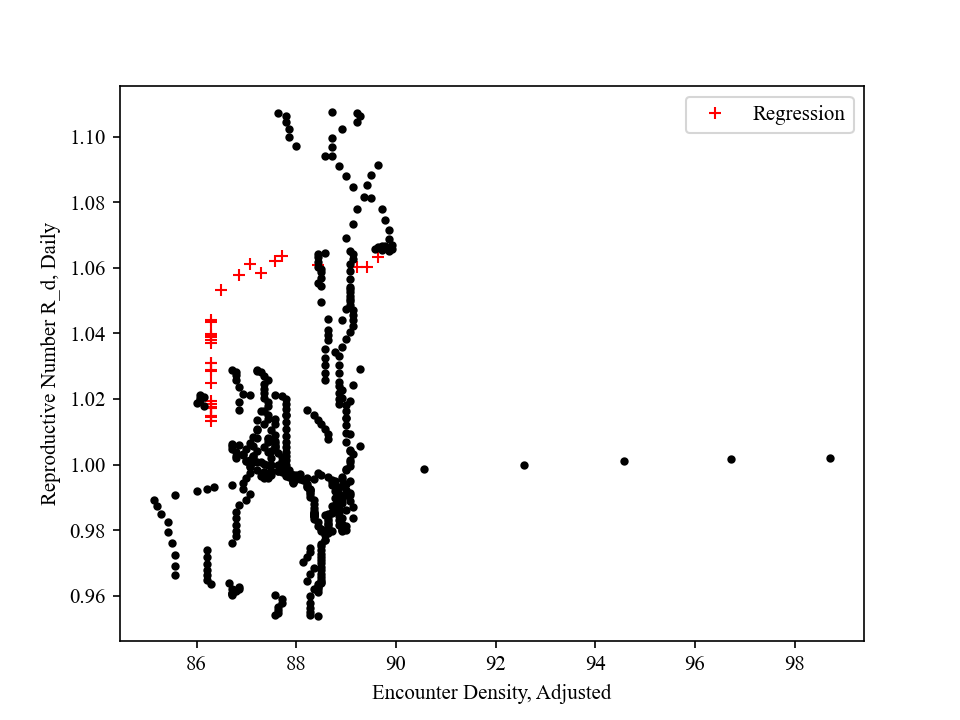 Regression
1.10
1.08
1.06
1.04
1.02
1.00
0.98
0.96
Reproductive Number R_d, Daily
86 88 90 92 94 96 98
Encounter Density, Adjusted